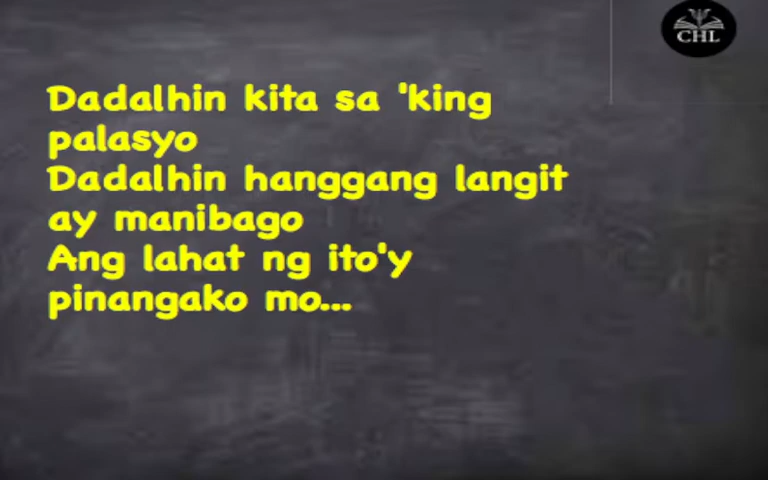 CHL
Dadalhin kita sa 'king
palasyo
Dadalhin hanggang langit
ay manibago
Ang lahat ng ito'y
pinangako mo...